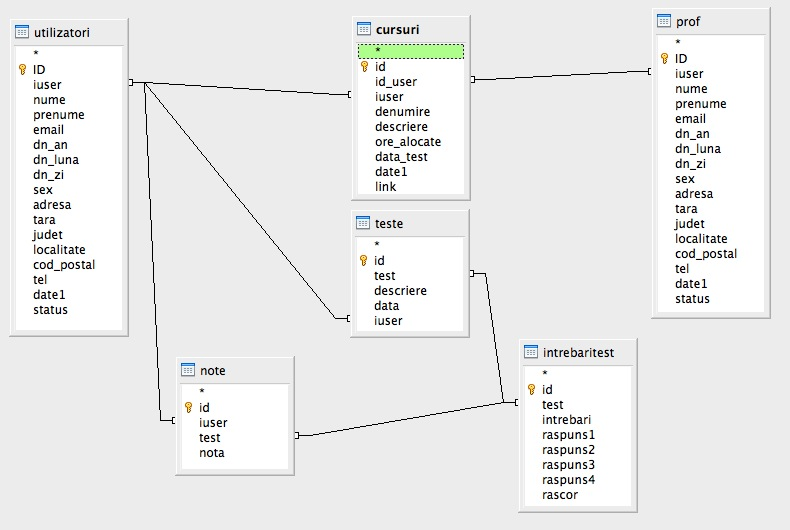 utilizatori
*
ID
iuser
nume
prenume
email
dn_an
dn_luna
dn_zi
sex
adresa
tara
judet
localitate
cod_postal
tel
date1
status
cursuri
*
id
id_user
iuser
denumire
descriere
ore_alocate
data_test
date1
link
prof
*
ID
iuser
nume
prenume
email
dn_an
dn_luna
dn_zi
sex
adresa
tara
judet
localitate
cod_postal
tel
date1
status
teste
*
id
test
descriere
data
iuser
note
*
id
iuser
test
nota
intrebaritest
*
id
test
intrebari
raspuns1
raspuns2
raspuns3
raspuns4
rascor